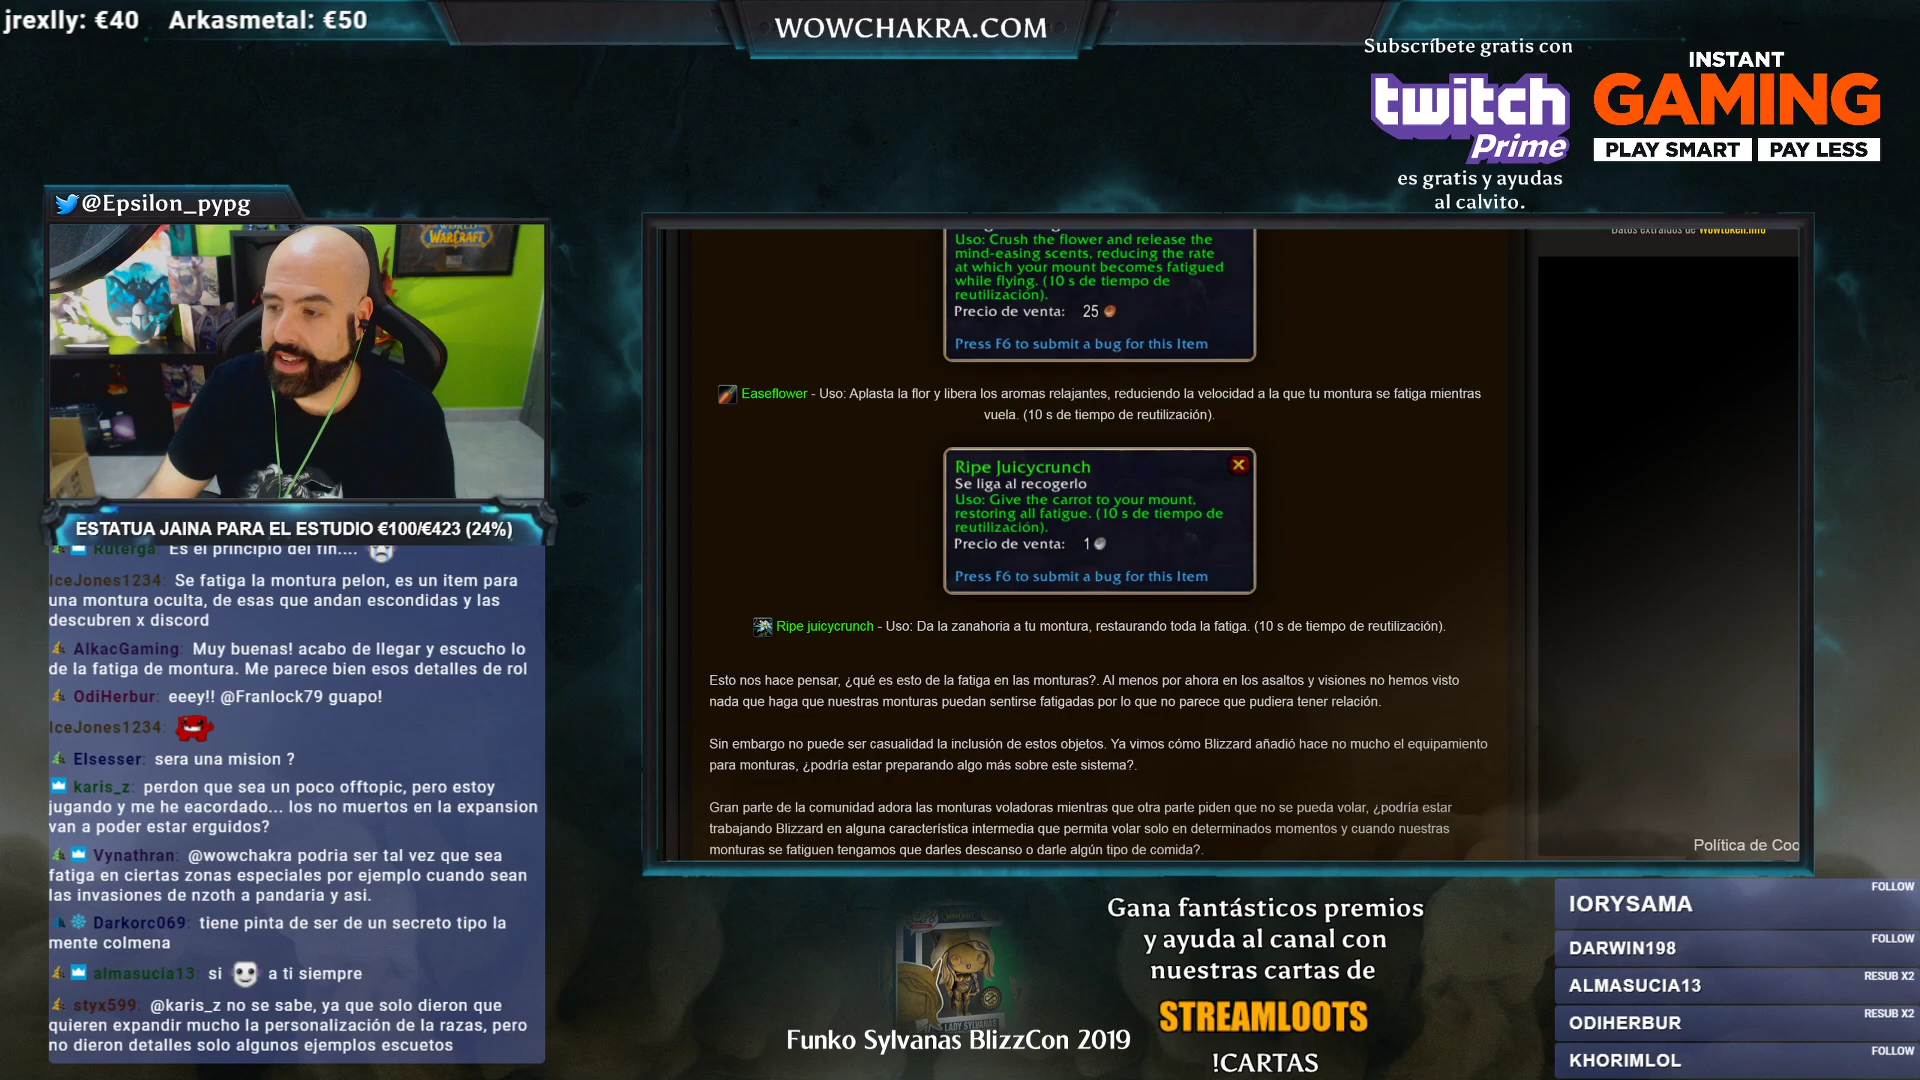 jrexlly: €40 Arkasmetal: €50
WOWCHAKRA.COM
Subscríbete gratis con
twitch
Prime
es gratis y ayudas
al calvito.
INSTANT
GAMING
PLAY SMART PAY LESS
@Epsilon_pypg
WORLD
WARCRAFT
ESTATUA JAINA PARA EL ESTUDIO €100/€423 (24%)
Ruterga: Es el principio del fin....
IceJones1234: Se fatiga la montura pelon, es un item para
una montura oculta, de esas que andan escondidas y las
descubren x discord
AlkacGaming: Muy buenas! acabo de llegar y escucho lo
de la fatiga de montura. Me parece bien esos detalles de rol
OdiHerbur: eeey!! @Franlock79 guapo!
IceJones1234:
Elsesser: sera una mision ?
karis_z: perdon que sea un poco offtopic, pero estoy
jugando y me he eacordado... los no muertos en la expansion
van a poder estar erguidos?
Vynathran: @wowchakra podria ser tal vez que sea
fatiga en ciertas zonas especiales por ejemplo cuando sean
las invasiones de nzoth a pandaria y asi.
Darkorc069: tiene pinta de ser de un secreto tipo la
mente colmena
almasucia13: si a ti siempre
styx599: @karis_z no se sabe, ya que solo dieron que
quieren expandir mucho la personalización de la razas, pero
no dieron detalles solo algunos ejemplos escuetos
Uso: Crush the flower and release the
mind-easing scents, reducing the rate
at which your mount becomes fatigued
while flying. (10 s de tiempo de
reutilización).
Precio de venta: 25
Press F6 to submit a bug for this Item
Easeflower - Uso: Aplasta la flor y libera los aromas relajantes, reduciendo la velocidad a la que tu montura se fatiga mientras
vuela. (10 s de tiempo de reutilización).
Ripe Juicycrunch
Se liga al recogerlo
Uso: Give the carrot to your mount,
restoring all fatigue. (10 s de tiempo de
reutilización).
Precio de venta: 1
Press F6 to submit a bug for this Item
Ripe juicycrunch - Uso: Da la zanahoria a tu montura, restaurando toda la fatiga. (10 s de tiempo de reutilización).
Esto nos hace pensar, ¿qué es esto de la fatiga en las monturas?. Al menos por ahora en los asaltos y visiones no hemos visto
nada que haga que nuestras monturas puedan sentirse fatigadas por lo que no parece que pudiera tener relación.
Sin embargo no puede ser casualidad la inclusión de estos objetos. Ya vimos cómo Blizzard añadió hace no mucho el equipamiento
para monturas, ¿podría estar preparando algo más sobre este sistema?.
Gran parte de la comunidad adora las monturas voladoras mientras que otra parte piden que no se pueda volar, ¿podría estar
trabajando Blizzard en alguna característica intermedia que permita volar solo en determinados momentos y cuando nuestras
monturas se fatiguen tengamos que darles descanso o darle algún tipo de comida?.
Datos extraídos de Wowtoken.info
Política de Coo
LADY SYLVANAS
Funko Sylvanas BlizzCon 2019
Gana fantásticos premios
y ayuda al canal con
nuestras cartas de
STREAMLOOTS
!CARTAS
FOLLOW
IORYSAMA
FOLLOW
DARWIN198
RESUB X2
ALMASUCIA13
RESUB X2
ODIHERBUR
FOLLOW
KHORIMLOL